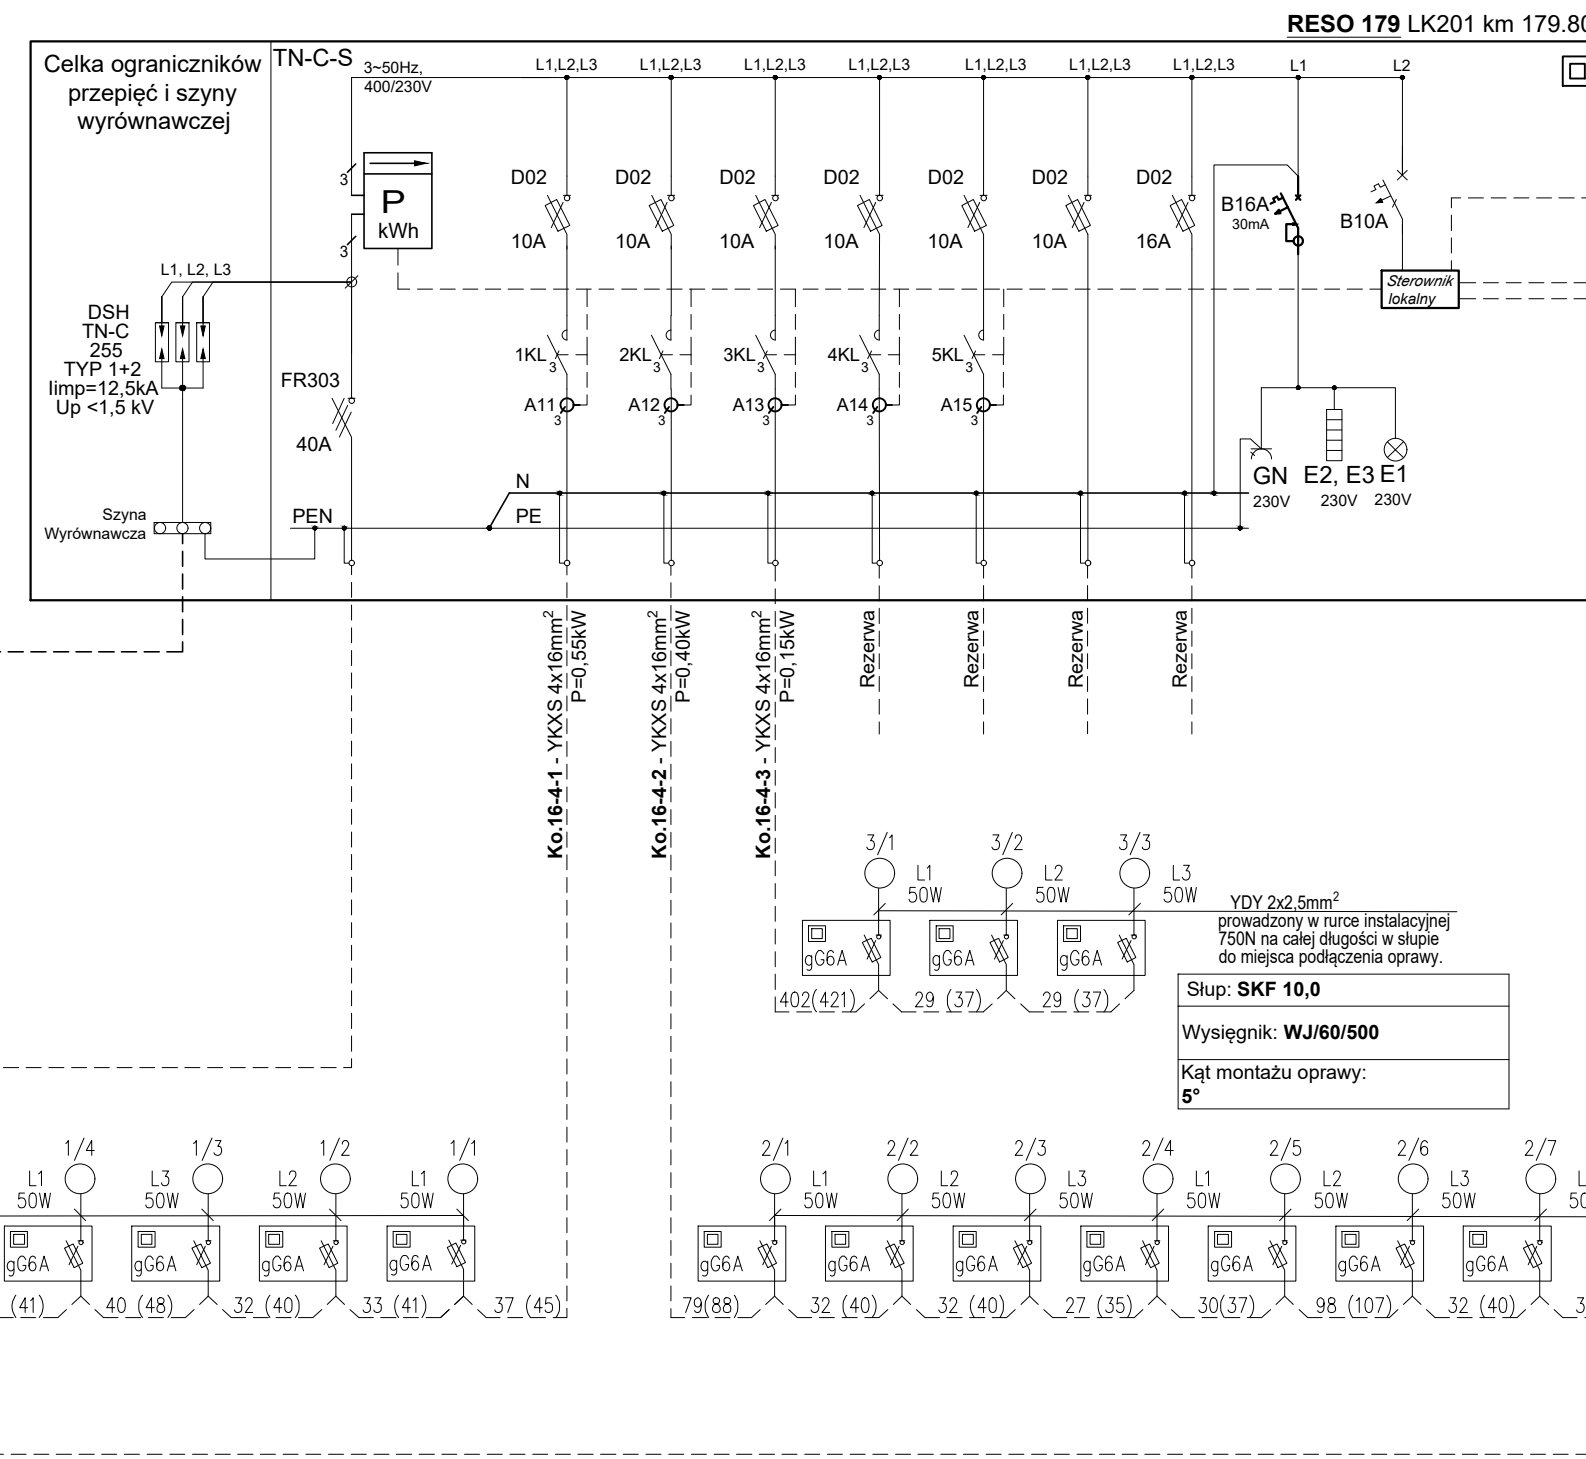 RESO 179 LK201 km 179.80
Celka ograniczników
przepięć i szyny
wyrównawczej
TN-C-S
3~50Hz,
400/230V
L1,L2,L3 L1,L2,L3 L1,L2,L3 L1,L2,L3 L1,L2,L3 L1,L2,L3 L1,L2,L3 L1 L2
3
P
kWh
3
D02 D02 D02 D02 D02 D02 D02
10A 10A 10A 10A 10A 10A 16A
B16A
30mA
B10A
Sterownik
lokalny
L1, L2, L3
DSH
TN-C
255
TYP 1+2
Iimp=12,5kA
Up <1,5 kV
FR303
40A
1KL 2KL 3KL 4KL 5KL
3 3 3 3 3
A11 A12 A13 A14 A15
3 3 3 3 3
GN E2, E3 E1
230V 230V 230V
N
PEN
PE
Szyna
Wyrównawcza
Ko.16-4-1 - YKXS 4x16mm2
P=0,55kW
Ko.16-4-2 - YKXS 4x16mm2
P=0,40kW
Ko.16-4-3 - YKXS 4x16mm2
P=0,15kW
Rezerwa
Rezerwa
Rezerwa
Rezerwa
3/1 3/2 3/3
L1 L2 L3
50W 50W 50W
gG6A gG6A gG6A
402(421) 29 (37) 29 (37)
YDY 2x2,5mm2
prowadzony w rurce instalacyjnej
750N na całej długości w słupie
do miejsca podłączenia oprawy.
Słup: SKF 10,0
Wysięgnik: WJ/60/500
Kąt montażu oprawy:
5°
1/4 1/3 1/2 1/1
L1 L3 L2 L1
50W 50W 50W 50W
gG6A gG6A gG6A gG6A
(41) 40 (48) 32 (40) 33 (41) 37 (45)
2/1 2/2 2/3 2/4 2/5 2/6 2/7
L1 L2 L3 L1 L2 L3
50W 50W 50W 50W 50W 50W
gG6A gG6A gG6A gG6A gG6A gG6A gG6A
79(88) 32 (40) 32 (40) 27 (35) 30(37) 98 (107) 32 (40)